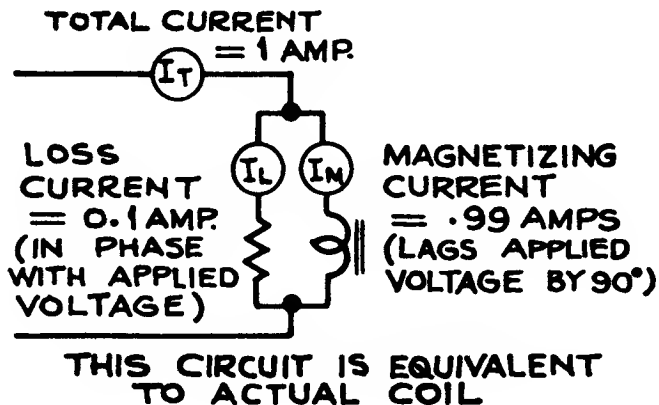 TOTAL CURRENT
= 1 AMP.
IT
LOSS
CURRENT
= 0.1 AMP.
(IN PHASE
WITH APPLIED
VOLTAGE)
IL
IM
MAGNETIZING
CURRENT
= .99 AMPS
(LAGS APPLIED
VOLTAGE BY 90°)
THIS CIRCUIT IS EQUIVALENT
TO ACTUAL COIL